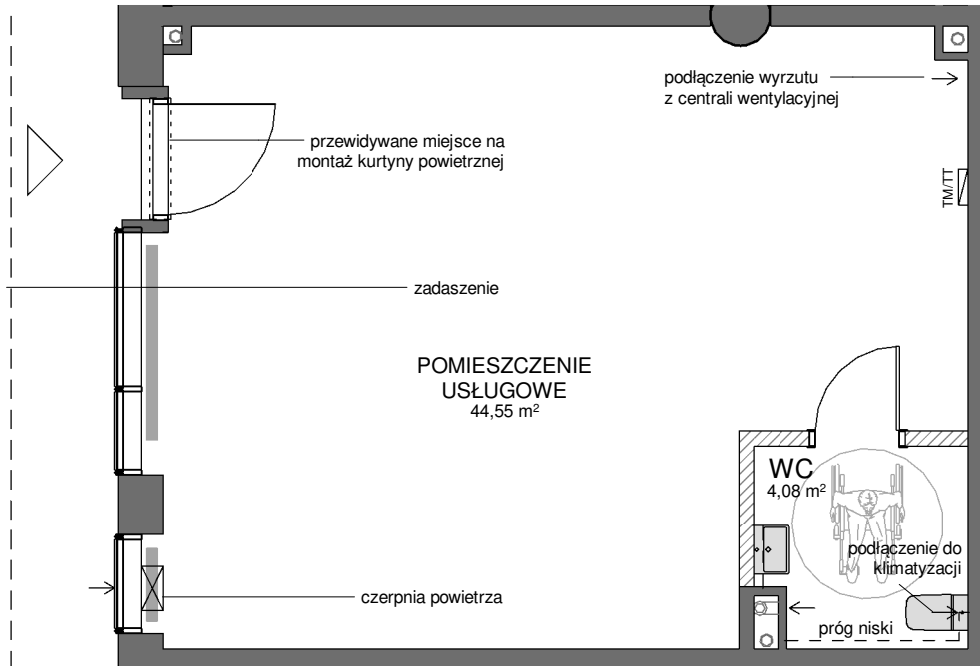 podłączenie wyrzutu
z centrali wentylacyjnej
przewidywane miejsce na
montaż kurtyny powietrznej
TM/TT
zadaszenie
POMIESZCZENIE
USŁUGOWE
44,55 m²
WC
4,08 m²
podłączenie do
klimatyzacji
czerpnia powietrza
próg niski